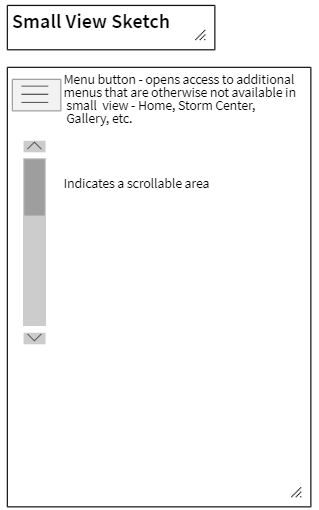 Small View Sketch
Menu button - opens access to additional
menus that are otherwise not available in
small view - Home, Storm Center,
Gallery, etc.
Indicates a scrollable area